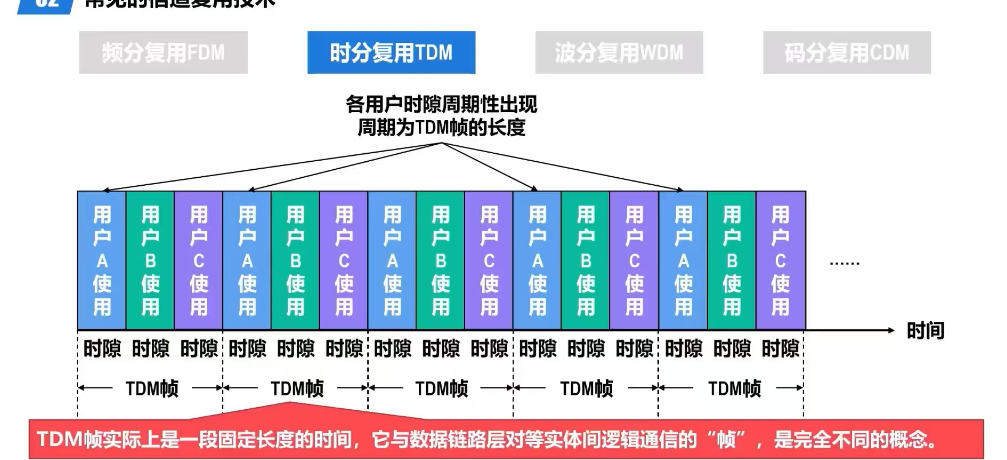 02 常见的信道复用技术
频分复用FDM 时分复用TDM 波分复用WDM 码分复用CDM
各用户时隙周期性出现
周期为TDM帧的长度
用户A使用 用户B使用 用户C使用 用户A使用 用户B使用 用户C使用 用户A使用 用户B使用 用户C使用 用户A使用 用户B使用 用户C使用 用户A使用 用户B使用 用户C使用 ......
时间
时隙 时隙 时隙 时隙 时隙 时隙 时隙 时隙 时隙 时隙 时隙 时隙 时隙 时隙 时隙
TDM帧 TDM帧 TDM帧 TDM帧 TDM帧
TDM帧实际上是一段固定长度的时间，它与数据链路层对等实体间逻辑通信的“帧”，是完全不同的概念。